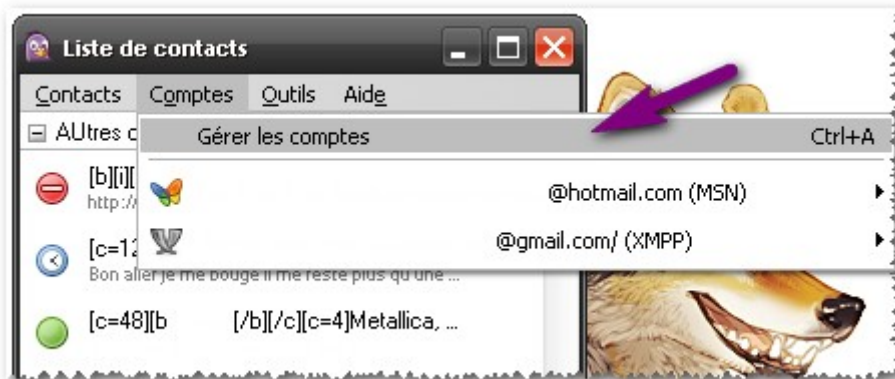 Liste de contacts
Contacts Comptes Outils Aide
AUtres
Gérer les comptes Ctrl+A
[b][i][
http://
@hotmail.com (MSN)
@gmail.com/ (XMPP)
[c=12
Bon aller je me bouge il me reste plus qu une ...
[c=48][b [/b][/c][c=4]Metallica, ...